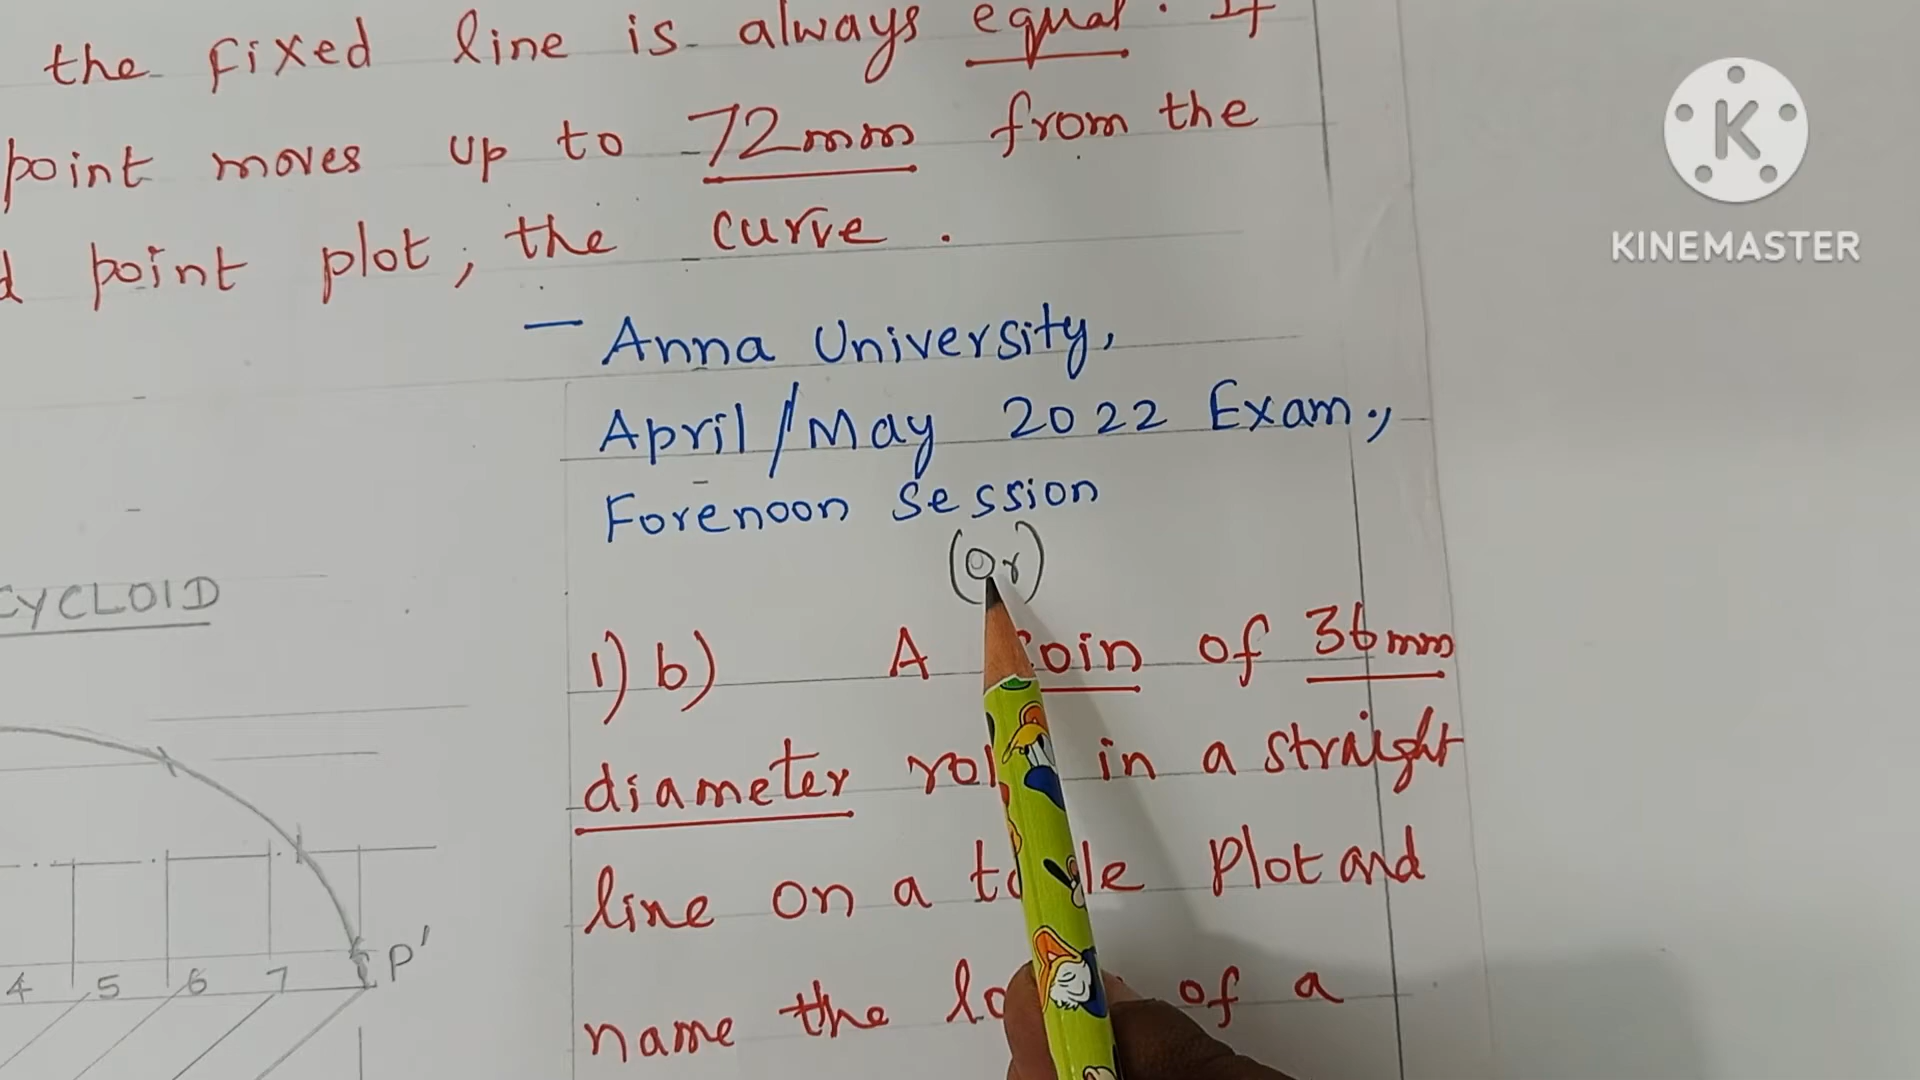 the fixed line is always equal. If
point moves up to 72mm from the
point plot, the curve.
- Anna University,
April/May 2022 Exam.,
Forenoon Session
(Or)
1) b) A coin of 36mm
diameter in a straight
line on a Plot and
name the of a
CYCLOID
4 5 6 7 P'
K
KINEMASTER